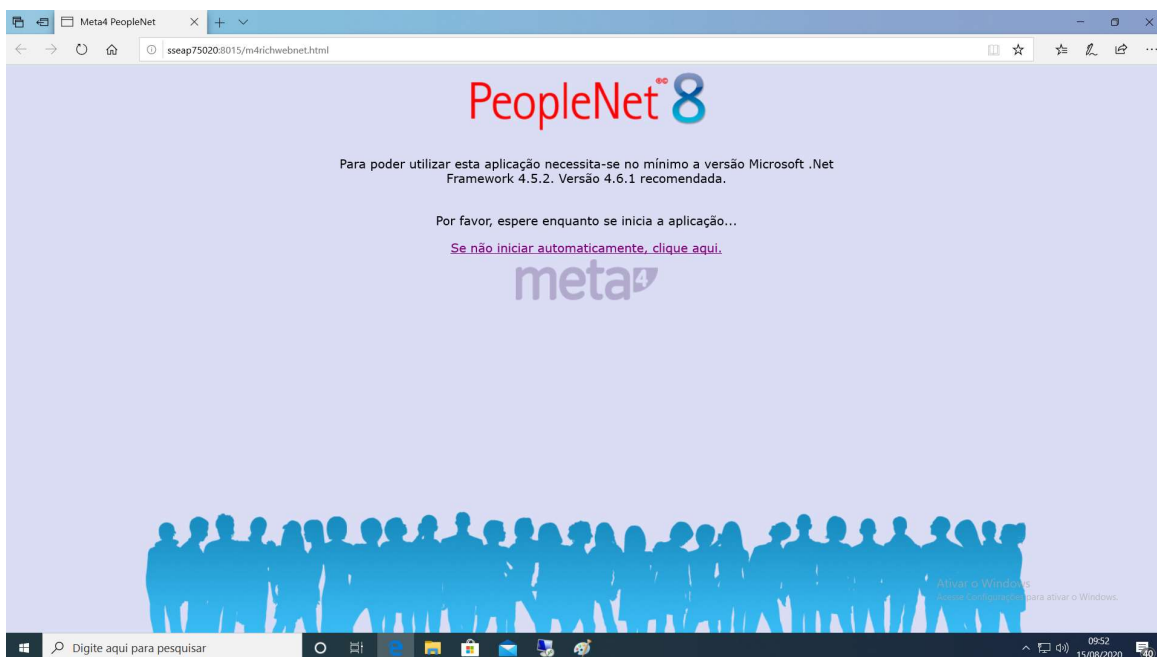 Meta4 PeopleNet
sseap75020:8015/m4richwebnet.html
PeopleNet®© 8
Para poder utilizar esta aplicação necessita-se no mínimo a versão Microsoft .Net
Framework 4.5.2. Versão 4.6.1 recomendada.
Por favor, espere enquanto se inicia a aplicação...
Se não iniciar automaticamente, clique aqui.
meta4
Ativar o Windows
Acesse Configurações para ativar o Windows.
Digite aqui para pesquisar
09:52
15/08/2020
40